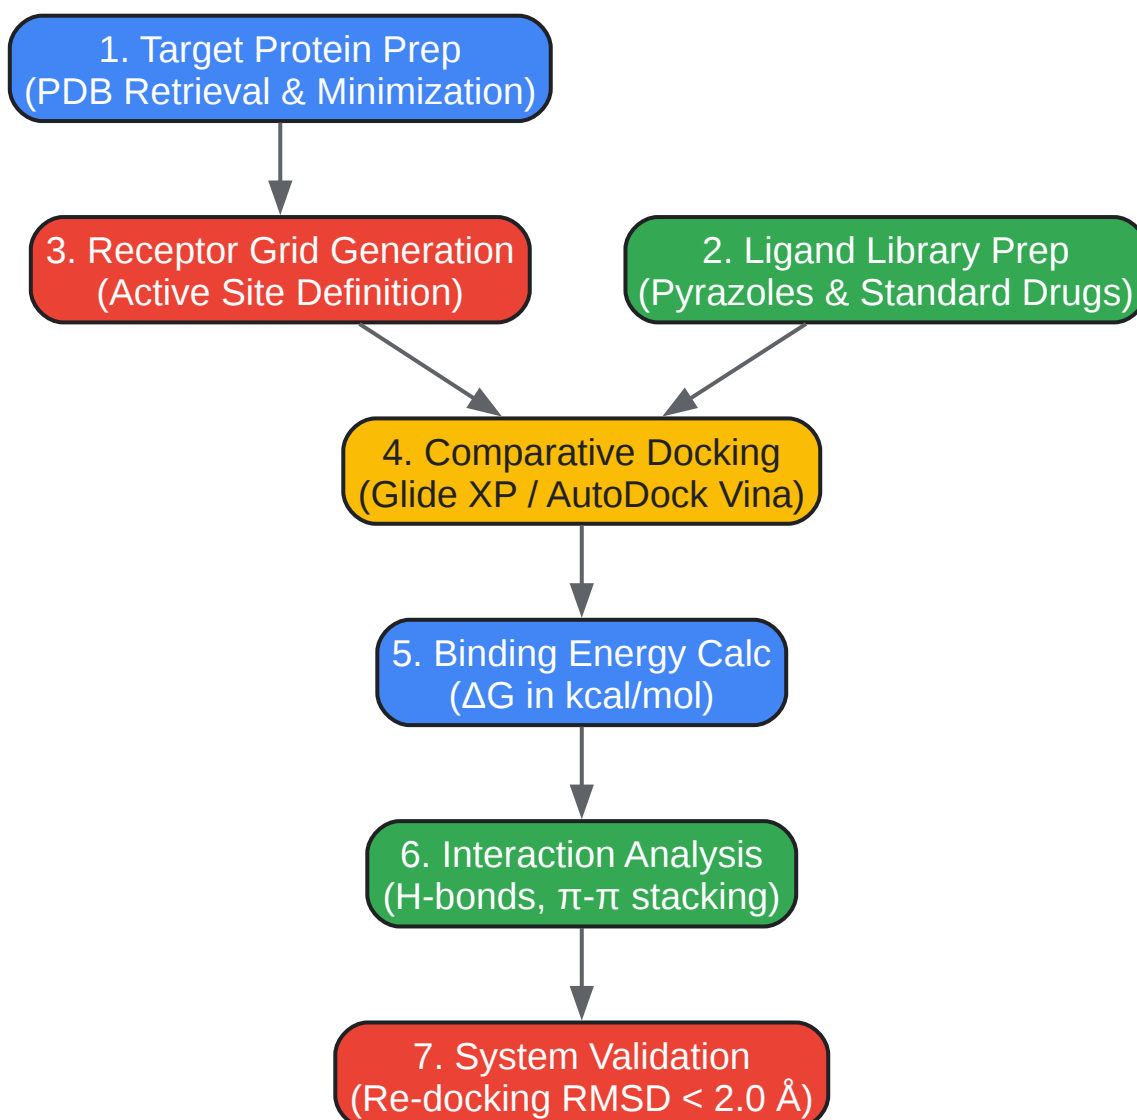 1. Target Protein Prep
(PDB Retrieval & Minimization)
3. Receptor Grid Generation
(Active Site Definition)
2. Ligand Library Prep
(Pyrazoles & Standard Drugs)
4. Comparative Docking
(Glide XP / AutoDock Vina)
5. Binding Energy Calc
(ΔG in kcal/mol)
6. Interaction Analysis
(H-bonds, π-π stacking)
7. System Validation
(Re-docking RMSD < 2.0 Å)